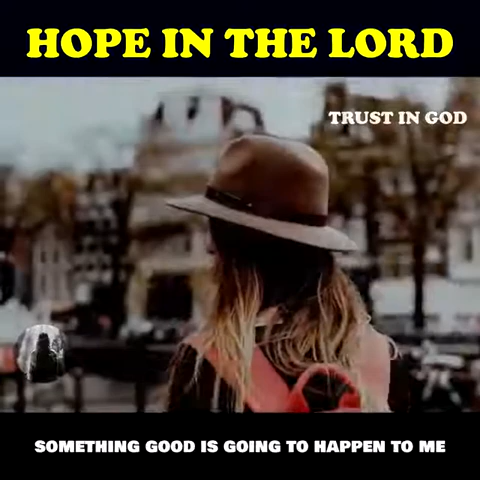 HOPE IN THE LORD
TRUST IN GOD
SOMETHING GOOD IS GOING TO HAPPEN TO ME